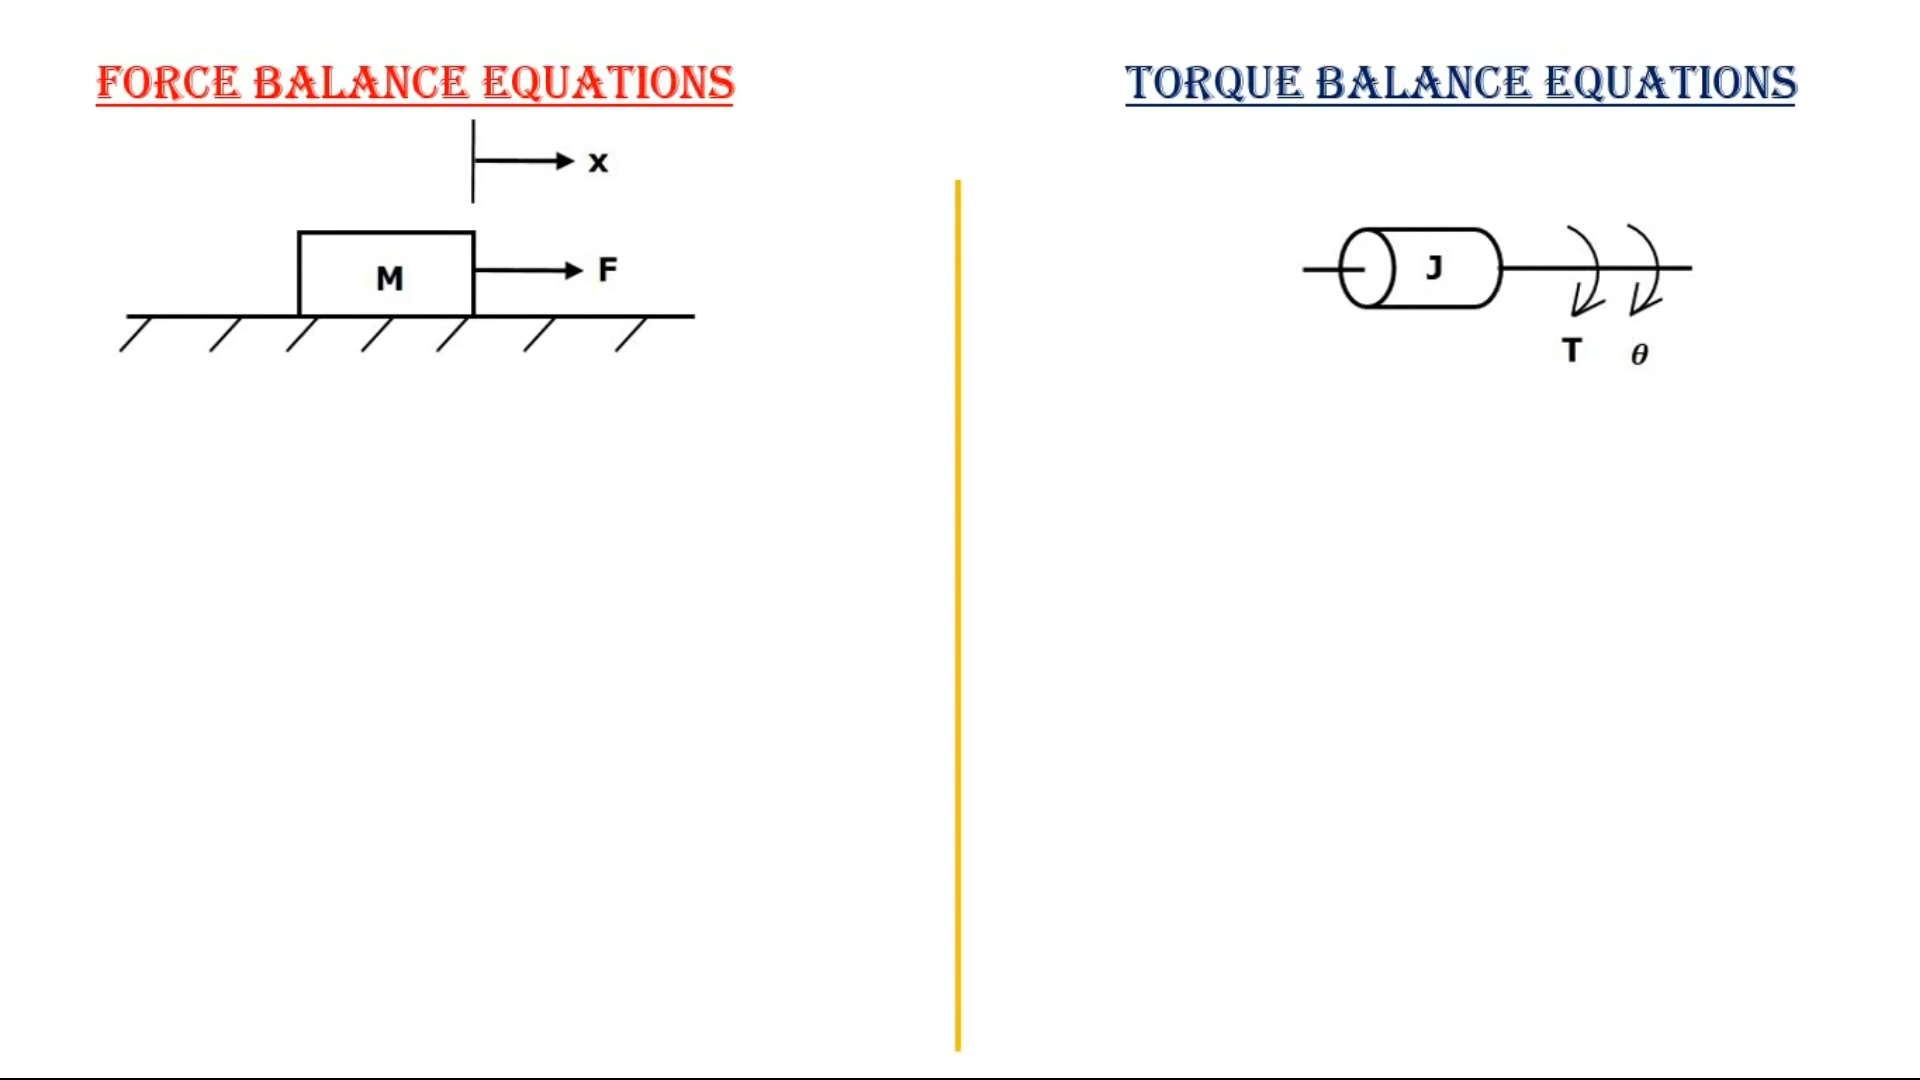 FORCE BALANCE EQUATIONS
x
M
F
TORQUE BALANCE EQUATIONS
J
T θ